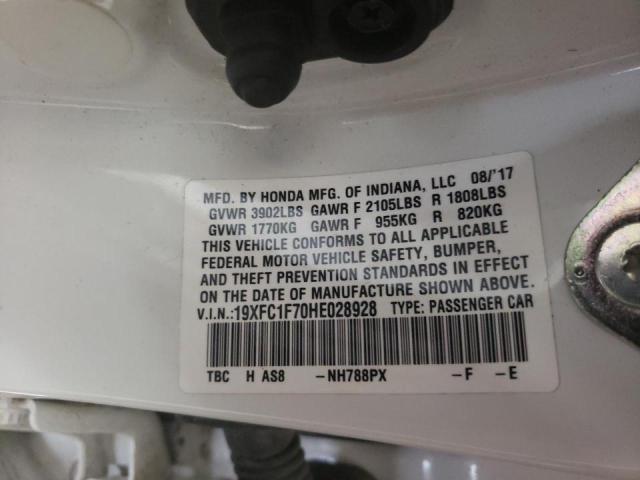 MFD. BY HONDA MFG. OF INDIANA, LLC 08/'17
GVWR 3902LBS GAWR F 2105LBS R 1808LBS
GVWR 1770KG GAWR F 955KG R 820KG
THIS VEHICLE CONFORMS TO ALL APPLICABLE
FEDERAL MOTOR VEHICLE SAFETY, BUMPER,
AND THEFT PREVENTION STANDARDS IN EFFECT
ON THE DATE OF MANUFACTURE SHOWN ABOVE.
V.I.N.:19XFC1F70HE028928 TYPE: PASSENGER CAR
TBC H AS8 -NH788PX -F -E